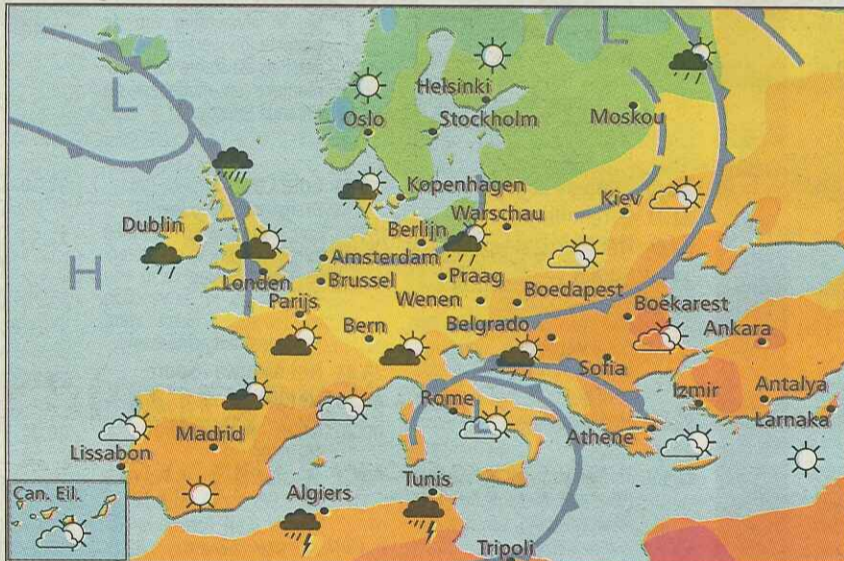 L
L
Helsinki
Oslo
Stockholm
Moskou
Kopenhagen
Kiev
Dublin
Warschau
Berlijn
Amsterdam
H
Londen
Brussel
Praag
Parijs
Wenen
Boedapest
Bern
Belgrado
Boekarest
Ankara
Sofia
Rome
Izmir
Antalya
L
Larnaka
Madrid
Athene
Lissabon
Can. Eil.
Algiers
Tunis
Tripoli